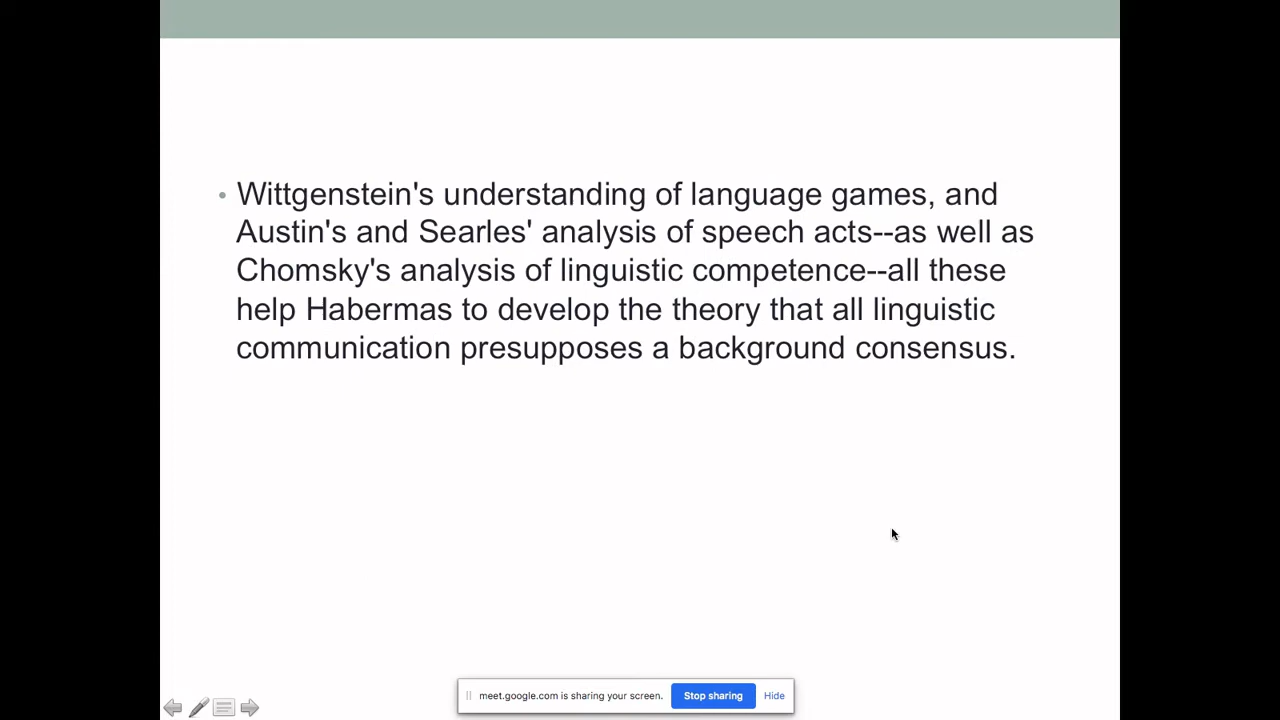 • Wittgenstein's understanding of language games, and
Austin's and Searles' analysis of speech acts--as well as
Chomsky's analysis of linguistic competence--all these
help Habermas to develop the theory that all linguistic
communication presupposes a background consensus.
meet.google.com is sharing your screen. Stop sharing Hide